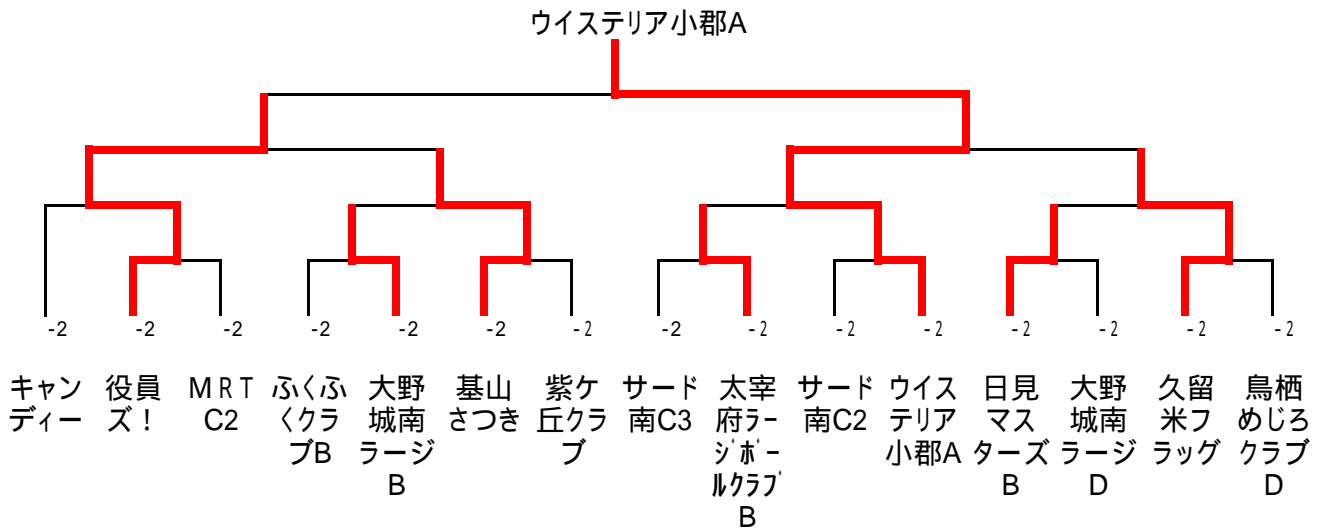 ウイステリア小郡A
-2 -2 -2 -2 -2 -2 -2 -2 -2 -2 -2 -2 -2 -2 -2
キャン
ディー
役員
ズ！
ＭＲＴ
C2
ふくふ
くクラ
ブB
大野
城南
ラージ
B
基山
さつき
紫ケ
丘クラ
ブ
サード
南C3
太宰
府ラー
ｼﾞﾎﾞｰ
ﾙｸﾗﾌﾞ
B
サード
南C2
ウイス
テリア
小郡A
日見
マス
ターズ
B
大野
城南
ラージ
D
久留
米フ
ラッグ
鳥栖
めじろ
クラブ
D